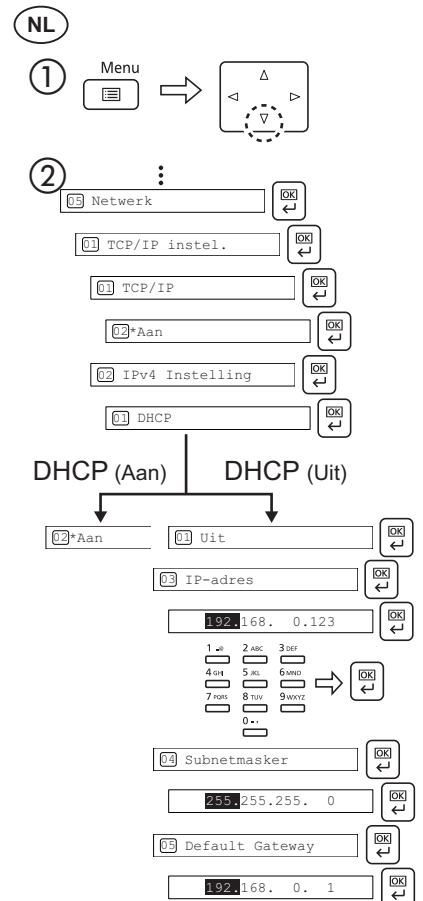 NL
1 Menu
2
05 Netwerk OK
01 TCP/IP instel. OK
01 TCP/IP OK
02*Aan OK
02 IPv4 Instelling OK
01 DHCP OK
DHCP (Aan) DHCP (Uit)
02*Aan 01 Uit OK
03 IP-adres OK
192.168. 0.123 OK
1 .@ 2 ABC 3 DEF
4 GHI 5 JKL 6 MNO OK
7 PQRS 8 TUV 9 WXYZ
0 -,
04 Subnetmasker OK
255.255.255. 0 OK
05 Default Gateway OK
192.168. 0. 1 OK